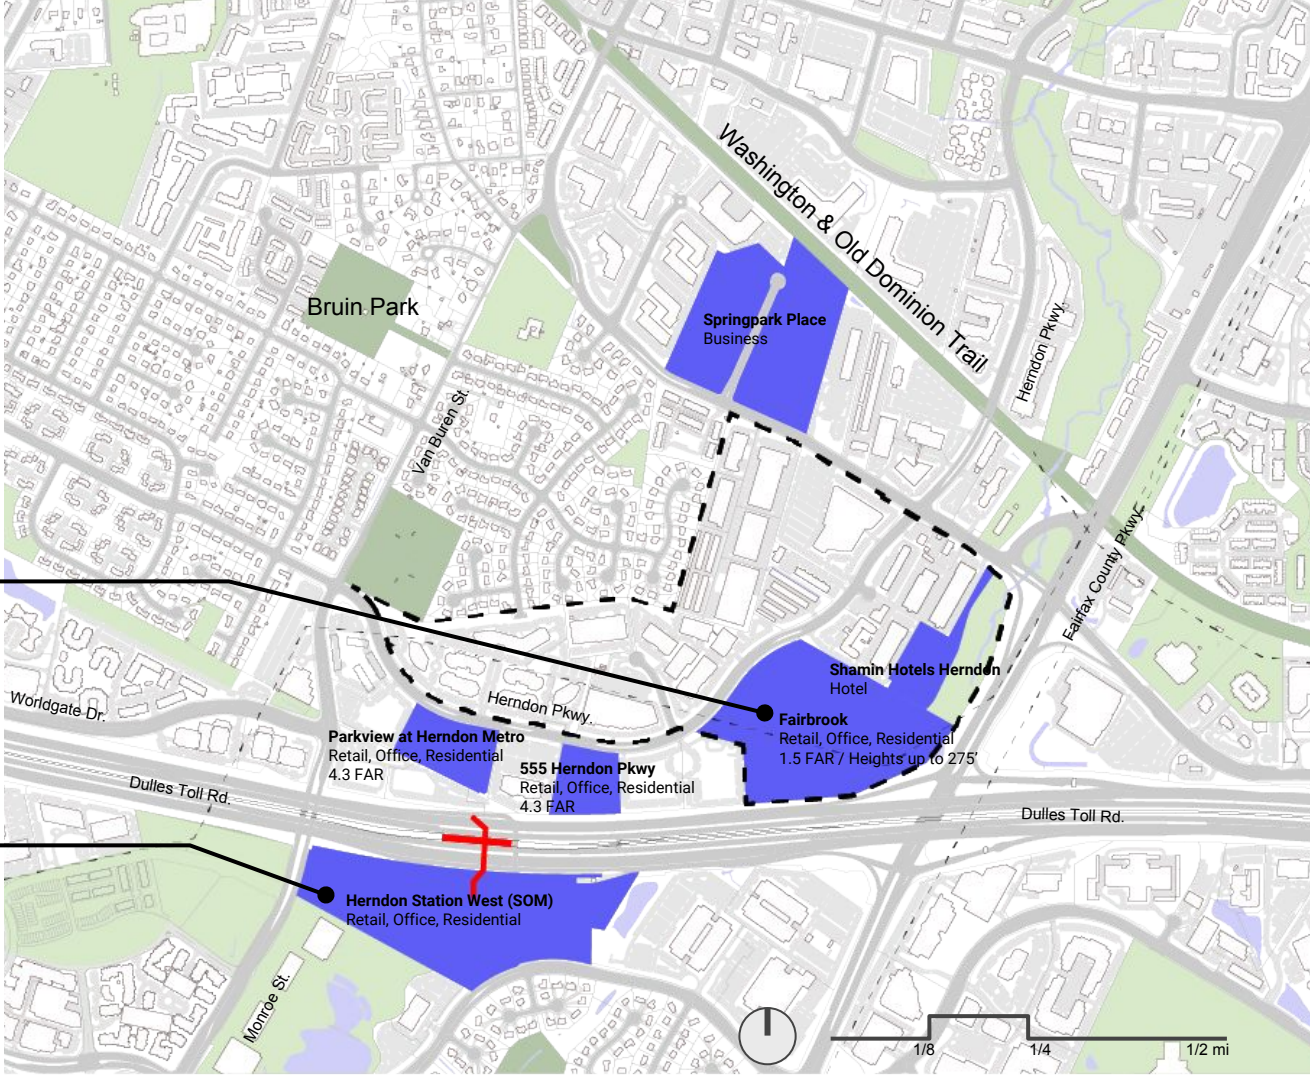 Washington & Old Dominion Trail
Bruin Park
Springpark Place
Business
Herndon Pkwy.
Van Buren St.
Fairfax County Pkwy.
Shamin Hotels Herndon
Hotel
Worldgate Dr.
Herndon Pkwy.
Fairbrook
Retail, Office, Residential
1.5 FAR / Heights up to 275'
Parkview at Herndon Metro
Retail, Office, Residential
4.3 FAR
555 Herndon Pkwy
Retail, Office, Residential
4.3 FAR
Dulles Toll Rd.
Dulles Toll Rd.
Herndon Station West (SOM)
Retail, Office, Residential
Monroe St.
1/8
1/4
1/2 mi